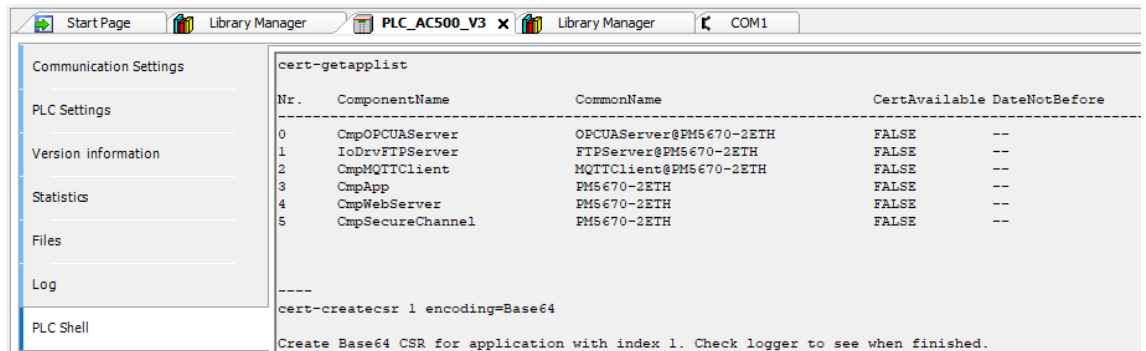 Start Page Library Manager PLC_AC500_V3 Library Manager COM1
Communication Settings
PLC Settings
Version information
Statistics
Files
Log
PLC Shell
cert-getapplist
Nr. ComponentName CommonName CertAvailable DateNotBefore
0 CmpOPCUAServer OPCUAServer@PM5670-2ETH FALSE --
1 IoDrvFTPServer FTPServer@PM5670-2ETH FALSE --
2 CmpMQTTClient MQTTClient@PM5670-2ETH FALSE --
3 CmpApp PM5670-2ETH FALSE --
4 CmpWebServer PM5670-2ETH FALSE --
5 CmpSecureChannel PM5670-2ETH FALSE --
----
cert-createcsr 1 encoding=Base64
Create Base64 CSR for application with index 1. Check logger to see when finished.